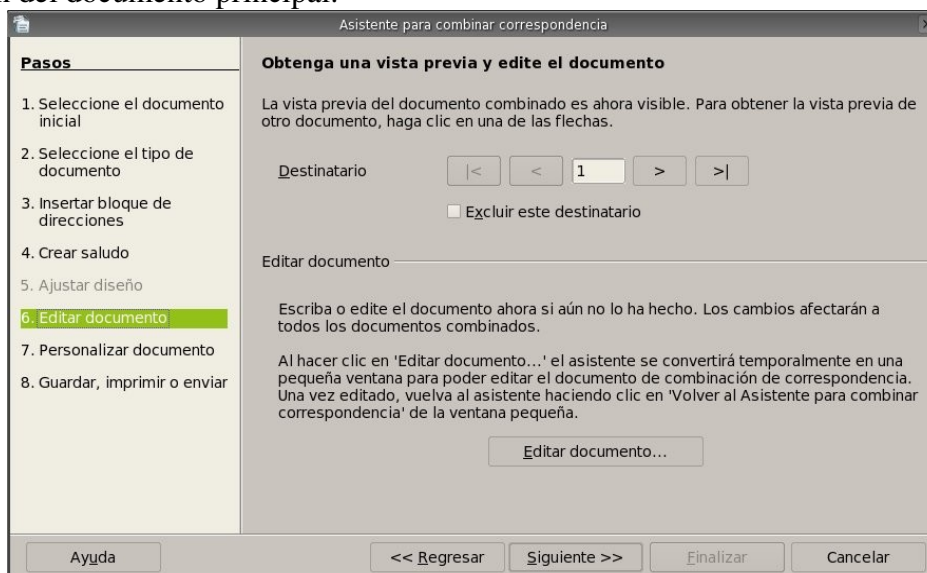 del documento principal.
Asistente para combinar correspondencia
Pasos
1. Seleccione el documento
inicial
2. Seleccione el tipo de
documento
3. Insertar bloque de
direcciones
4. Crear saludo
5. Ajustar diseño
6. Editar documento
7. Personalizar documento
8. Guardar, imprimir o enviar
Obtenga una vista previa y edite el documento
La vista previa del documento combinado es ahora visible. Para obtener la vista previa de
otro documento, haga clic en una de las flechas.
Destinatario |< < 1 > >|
Excluir este destinatario
Editar documento
Escriba o edite el documento ahora si aún no lo ha hecho. Los cambios afectarán a
todos los documentos combinados.
Al hacer clic en 'Editar documento...' el asistente se convertirá temporalmente en una
pequeña ventana para poder editar el documento de combinación de correspondencia.
Una vez editado, vuelva al asistente haciendo clic en 'Volver al Asistente para combinar
correspondencia' de la ventana pequeña.
Editar documento...
Ayuda << Regresar Siguiente >> Finalizar Cancelar